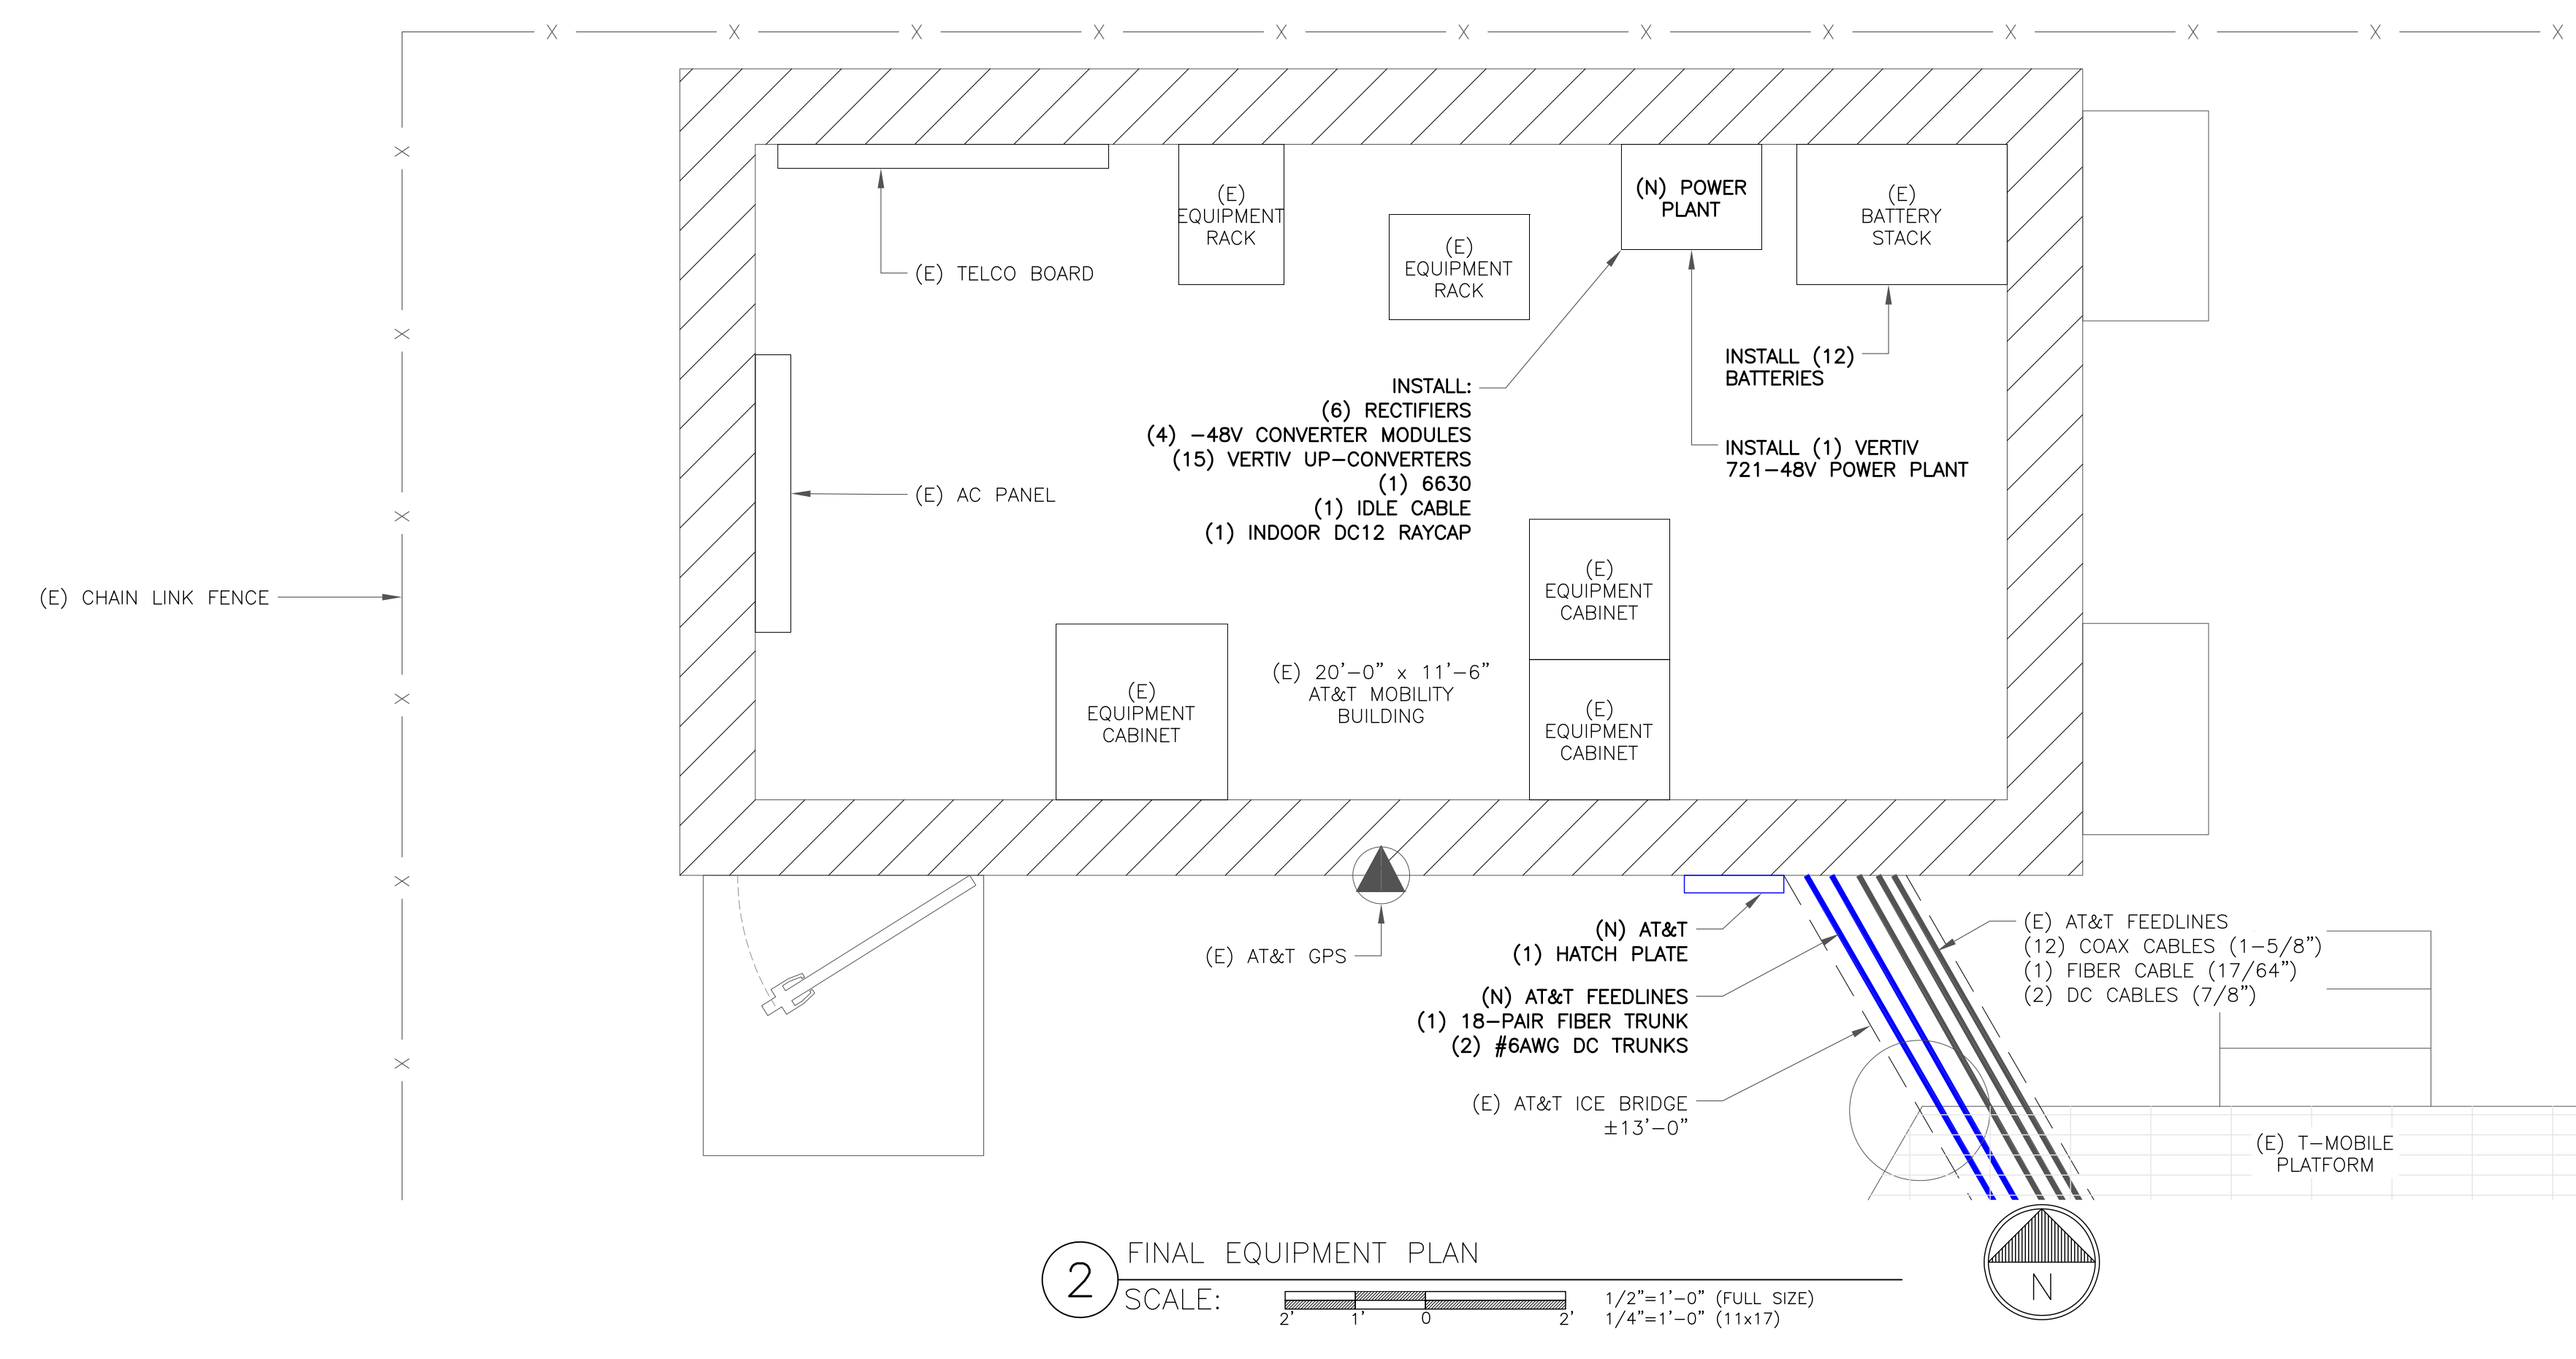 (N) POWER
PLANT
(E)
EQUIPMENT
RACK
(E)
EQUIPMENT
RACK
(E)
BATTERY
STACK
(E) TELCO BOARD
INSTALL (12)
BATTERIES
INSTALL:
(6) RECTIFIERS
(4) -48V CONVERTER MODULES
(15) VERTIV UP-CONVERTERS
(1) 6630
(1) IDLE CABLE
(1) INDOOR DC12 RAYCAP
INSTALL (1) VERTIV
721-48V POWER PLANT
(E) AC PANEL
(E) CHAIN LINK FENCE
(E)
EQUIPMENT
CABINET
(E)
EQUIPMENT
CABINET
(E) 20'-0" x 11'-6"
AT&T MOBILITY
BUILDING
(E)
EQUIPMENT
CABINET
(E) AT&T GPS
(N) AT&T
(1) HATCH PLATE
(N) AT&T FEEDLINES
(1) 18-PAIR FIBER TRUNK
(2) #6AWG DC TRUNKS
(E) AT&T ICE BRIDGE
±13'-0"
(E) AT&T FEEDLINES
(12) COAX CABLES (1-5/8")
(1) FIBER CABLE (17/64")
(2) DC CABLES (7/8")
(E) T-MOBILE
PLATFORM
2
FINAL EQUIPMENT PLAN
SCALE:
2' 1' 0 2'
1/2"=1'-0" (FULL SIZE)
1/4"=1'-0" (11x17)
N